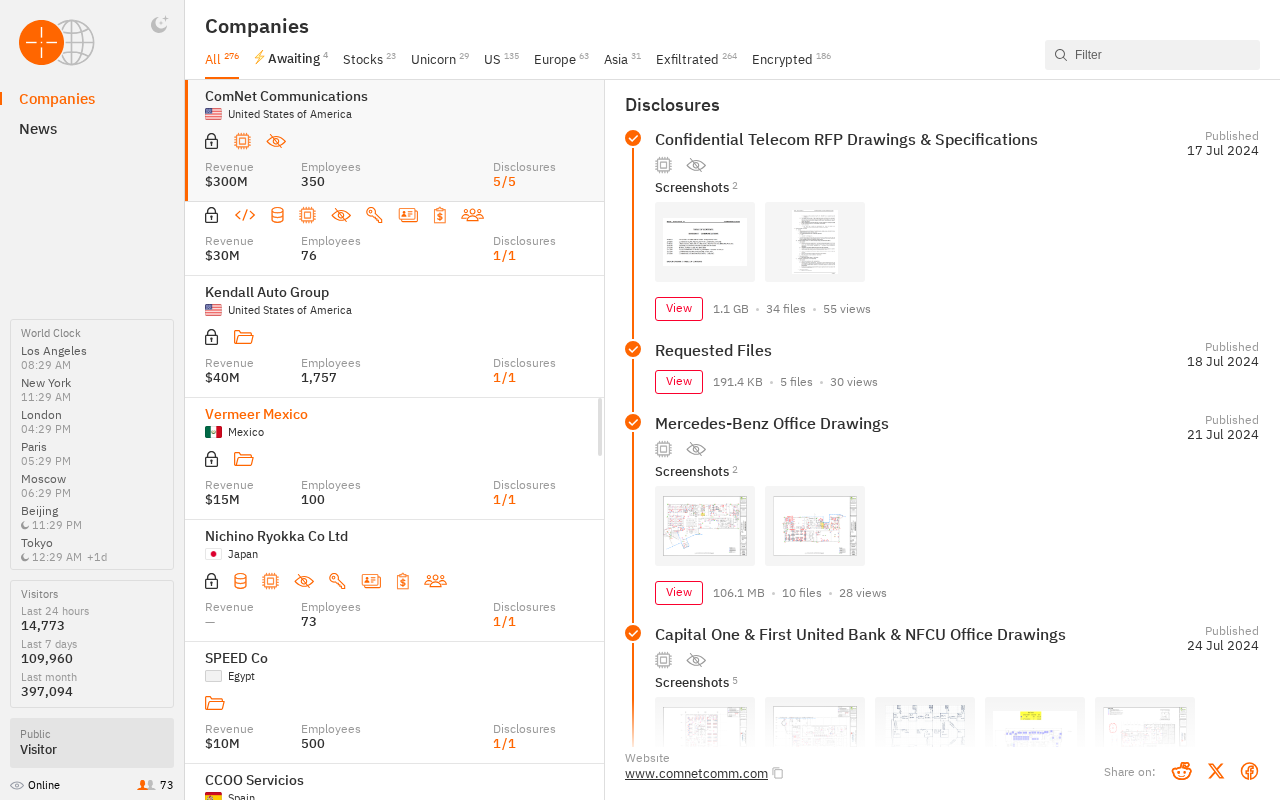 Companies
News
World Clock
Los Angeles
08:29 AM
New York
11:29 AM
London
04:29 PM
Paris
05:29 PM
Moscow
06:29 PM
Beijing
11:29 PM
Tokyo
12:29 AM +1d
Visitors
Last 24 hours
14,773
Last 7 days
109,960
Last month
397,094
Public
Visitor
Online 73
Companies
All 276 Awaiting 4 Stocks 23 Unicorn 29 US 135 Europe 63 Asia 31 Exfiltrated 264 Encrypted 186
Filter
ComNet Communications
United States of America
Revenue Employees Disclosures
$300M 350 5/5
Revenue Employees Disclosures
$30M 76 1/1
Kendall Auto Group
United States of America
Revenue Employees Disclosures
$40M 1,757 1/1
Vermeer Mexico
Mexico
Revenue Employees Disclosures
$15M 100 1/1
Nichino Ryokka Co Ltd
Japan
Revenue Employees Disclosures
— 73 1/1
SPEED Co
Egypt
Revenue Employees Disclosures
$10M 500 1/1
CCOO Servicios
Spain
Disclosures
Confidential Telecom RFP Drawings & Specifications
Published
17 Jul 2024
Screenshots 2
View 1.1 GB • 34 files • 55 views
Requested Files
Published
18 Jul 2024
View 191.4 KB • 5 files • 30 views
Mercedes-Benz Office Drawings
Published
21 Jul 2024
Screenshots 2
View 106.1 MB • 10 files • 28 views
Capital One & First United Bank & NFCU Office Drawings
Published
24 Jul 2024
Screenshots 5
Website
www.comnetcomm.com
Share on: